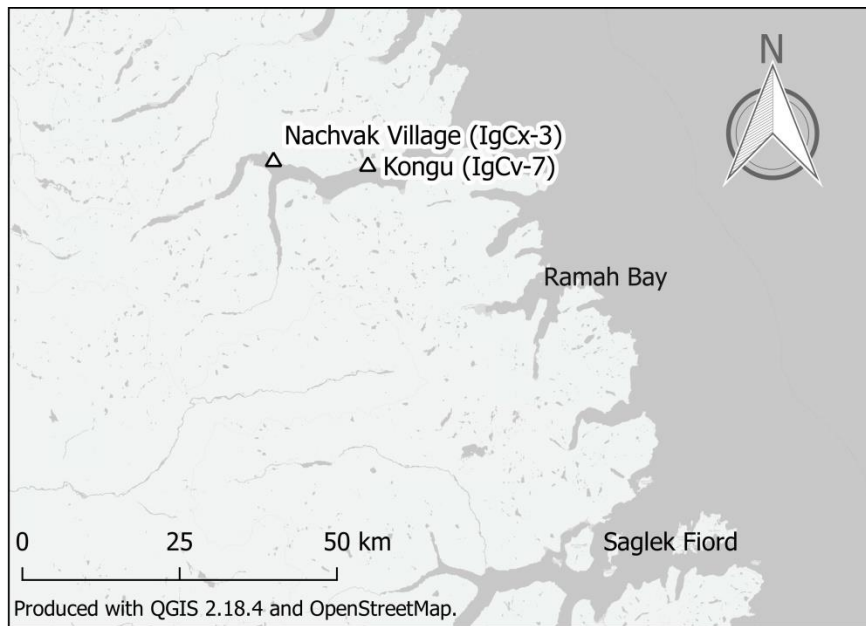 N
Nachvak Village (IgCx-3)
Kongu (IgCv-7)
Ramah Bay
Saglek Fiord
0 25 50 km
Produced with QGIS 2.18.4 and OpenStreetMap.